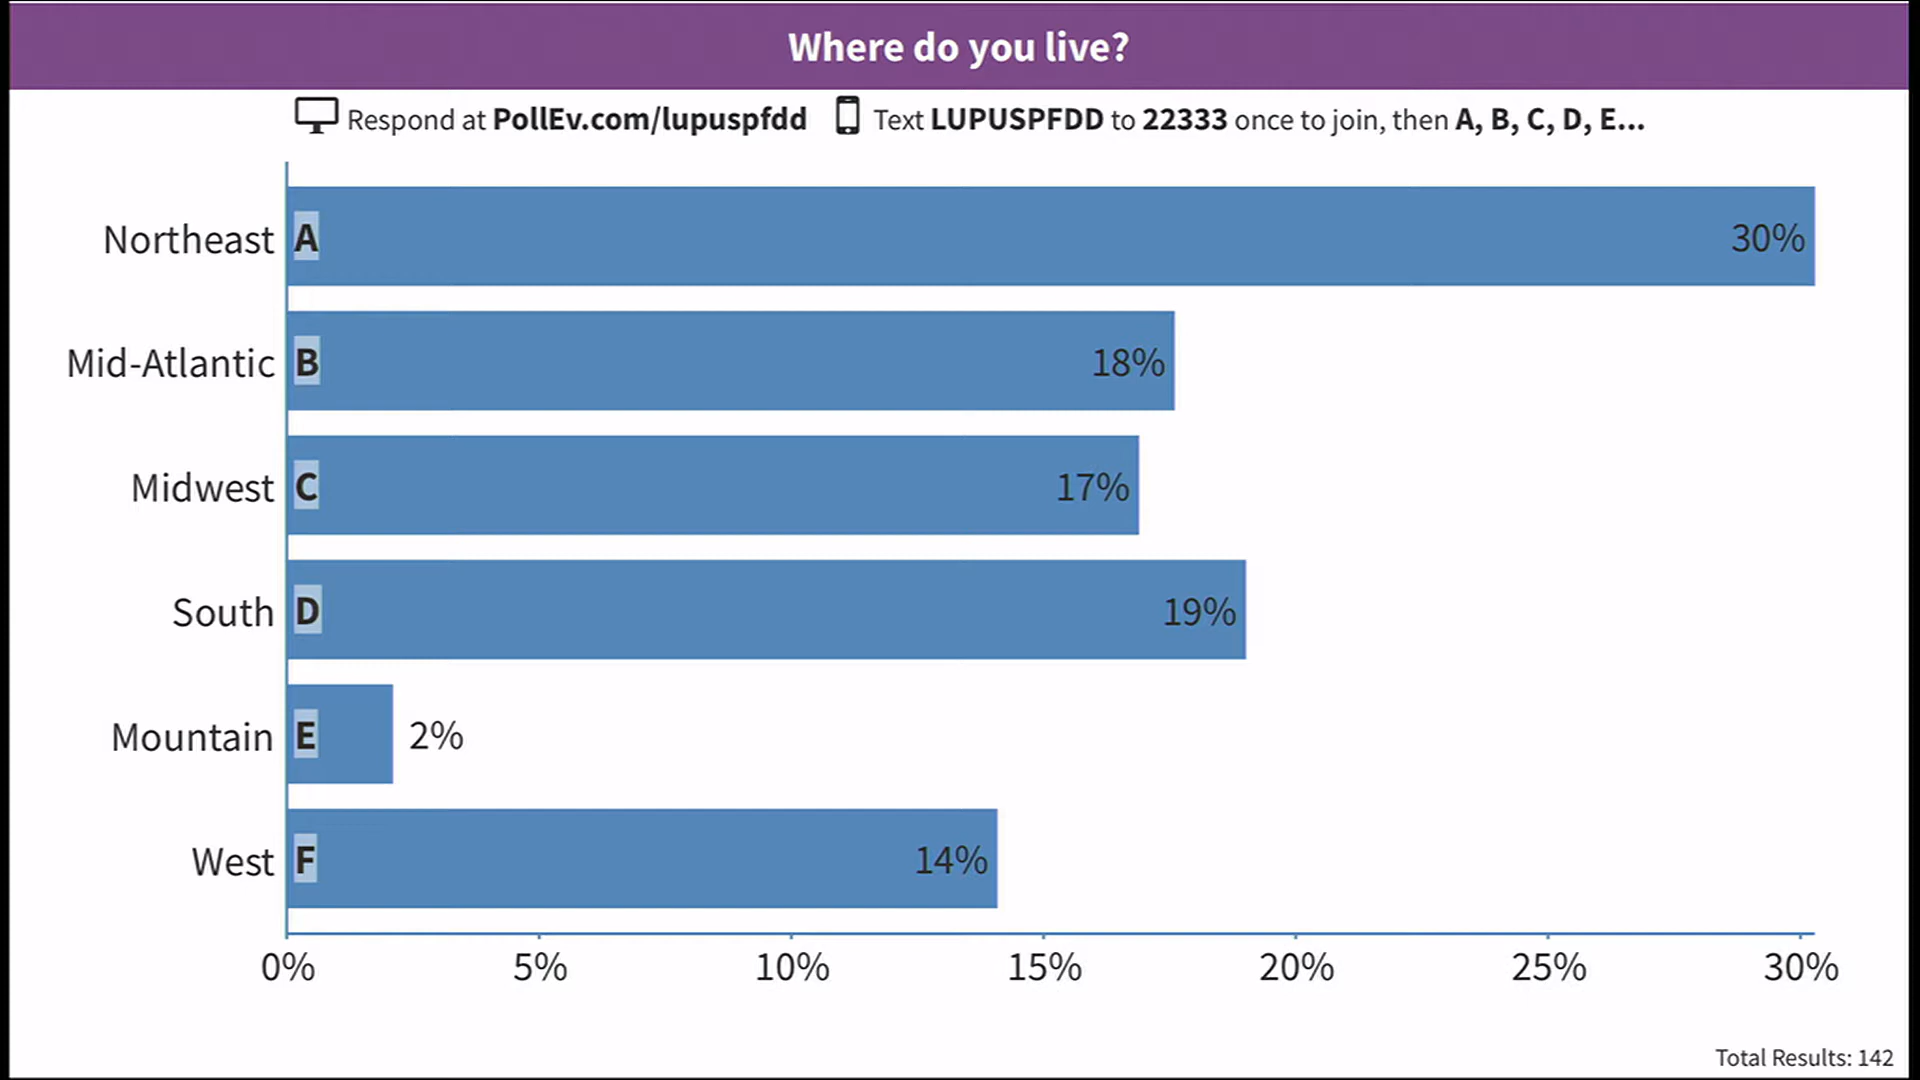 Where do you live?
Respond at PollEv.com/lupuspfdd Text LUPUSPFDD to 22333 once to join, then A, B, C, D, E...
Northeast A 30%
Mid-Atlantic B 18%
Midwest C 17%
South D 19%
Mountain E 2%
West F 14%
0% 5% 10% 15% 20% 25% 30%
Total Results: 142